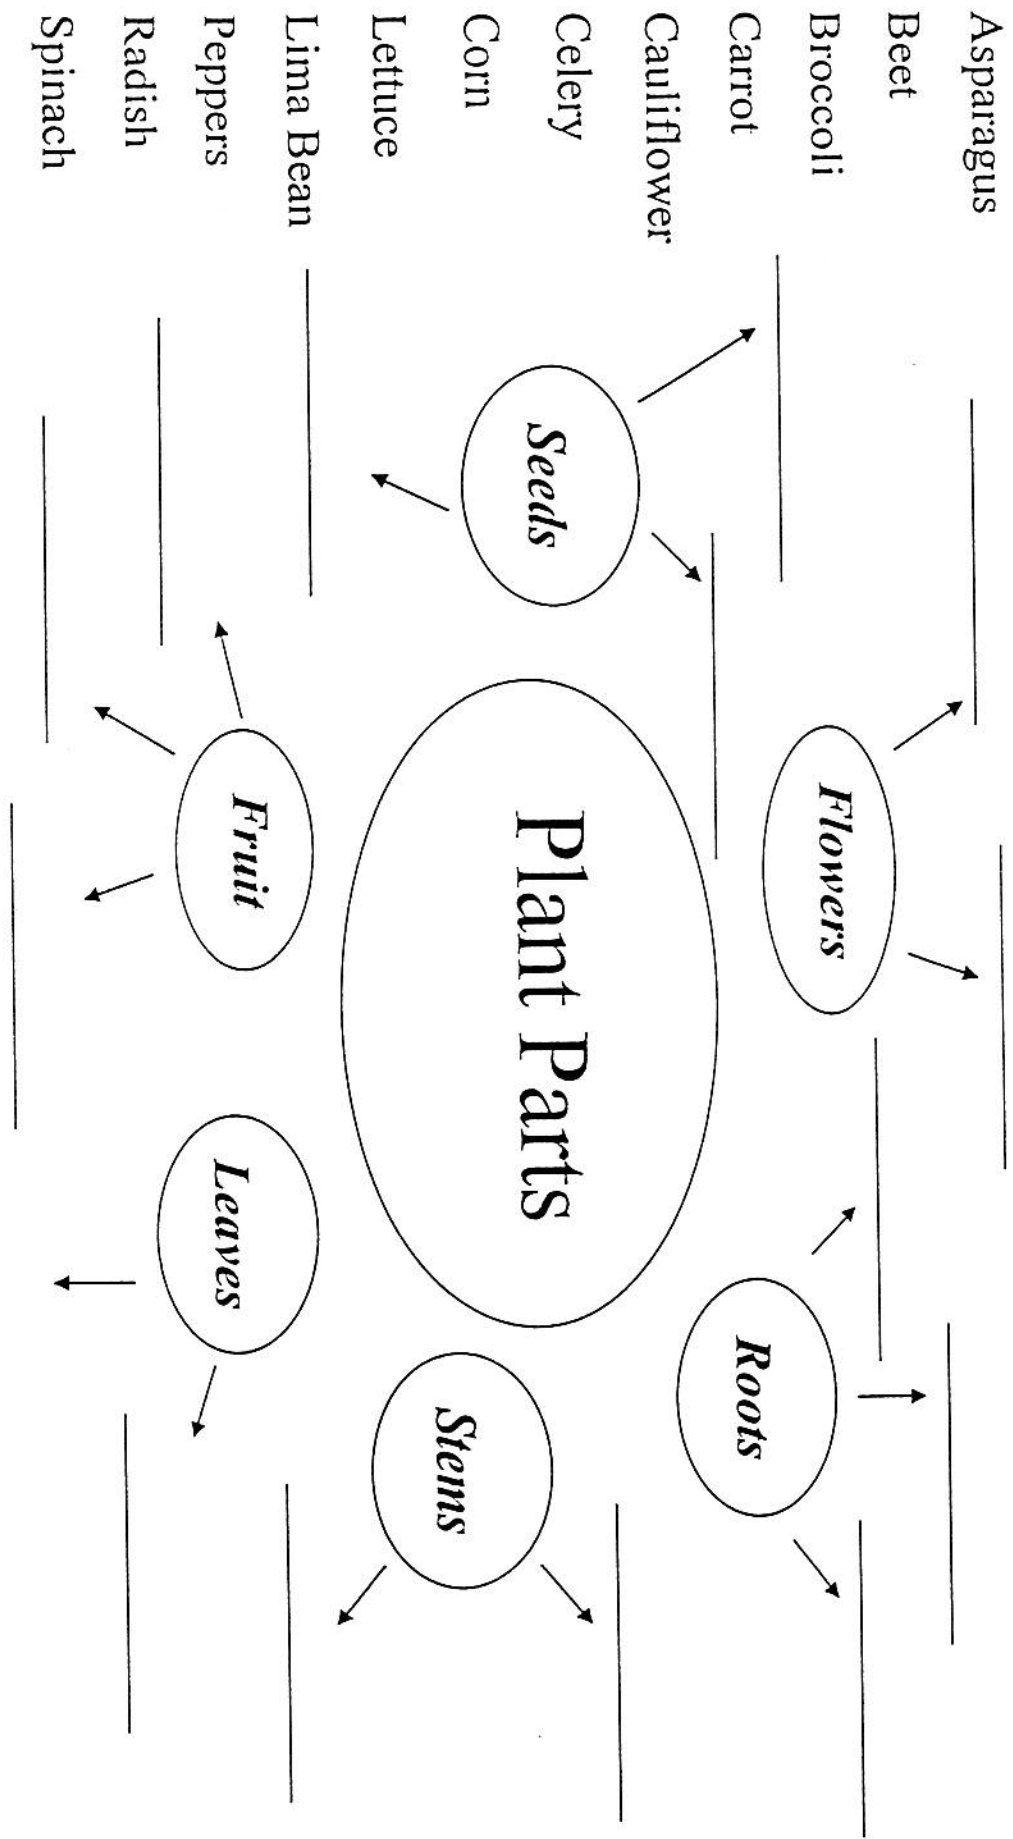 Asparagus
Beet
Broccoli
Carrot
Cauliflower
Celery
Corn
Lettuce
Lima Bean
Peppers
Radish
Spinach
Flowers
Roots
Seeds
Plant Parts
Stems
Fruit
Leaves